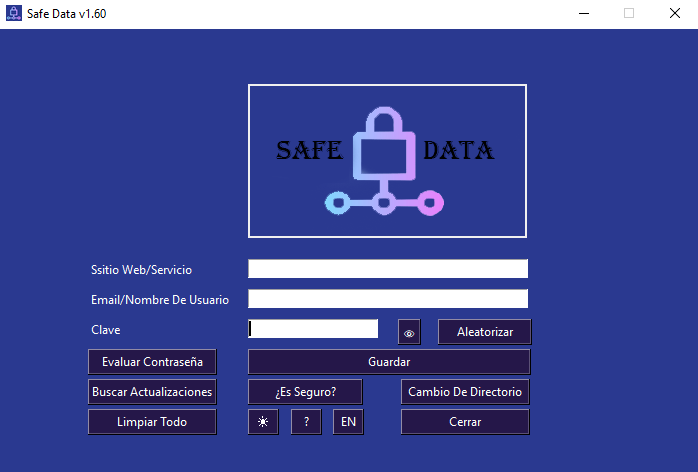 Safe Data v1.60
SAFE DATA
Ssitio Web/Servicio
Email/Nombre De Usuario
Clave
Aleatorizar
Evaluar Contraseña
Guardar
Buscar Actualizaciones
¿Es Seguro?
Cambio De Directorio
Limpiar Todo
?
EN
Cerrar